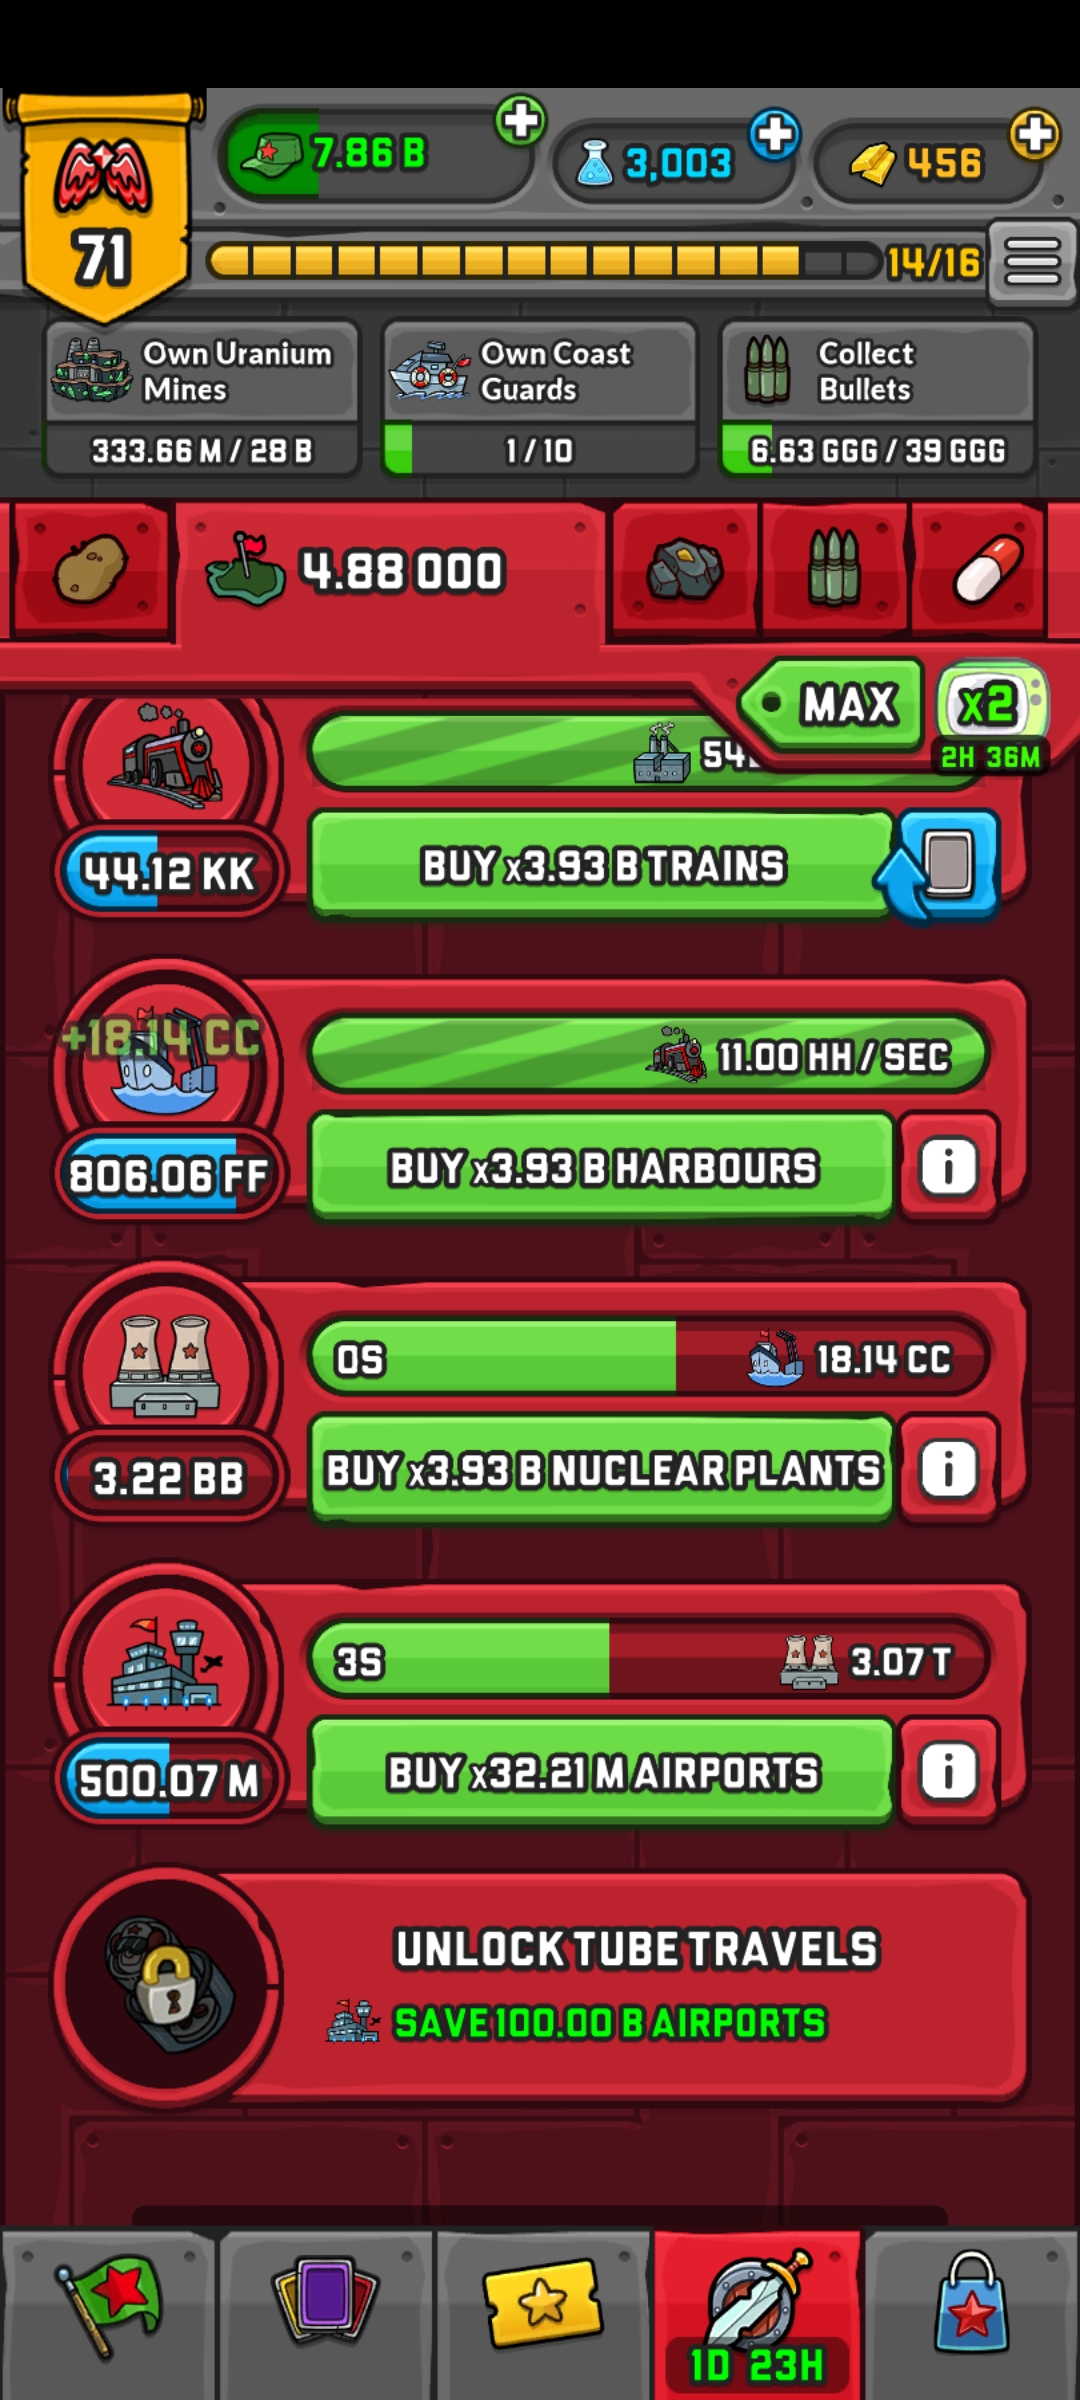 7.86 B
3,003
456
71
14/16
Own Uranium Mines
333.66 M / 28 B
Own Coast Guards
1 / 10
Collect Bullets
6.63 GGG / 39 GGG
4.88 000
MAX
x2
2H 36M
44.12 KK
BUY x3.93 B TRAINS
+18.14 CC
11.00 HH / SEC
806.06 FF
BUY x3.93 B HARBOURS
0S
18.14 CC
3.22 BB
BUY x3.93 B NUCLEAR PLANTS
3S
3.07 T
500.07 M
BUY x32.21 M AIRPORTS
UNLOCK TUBE TRAVELS
SAVE 100.00 B AIRPORTS
1D 23H